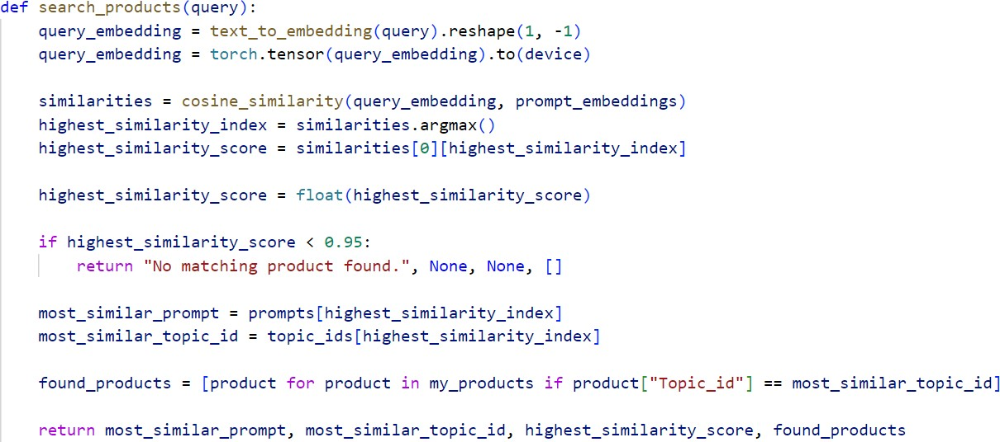 def search_products(query):
    query_embedding = text_to_embedding(query).reshape(1, -1)
    query_embedding = torch.tensor(query_embedding).to(device)

    similarities = cosine_similarity(query_embedding, prompt_embeddings)
    highest_similarity_index = similarities.argmax()
    highest_similarity_score = similarities[0][highest_similarity_index]

    highest_similarity_score = float(highest_similarity_score)

    if highest_similarity_score < 0.95:
        return "No matching product found.", None, None, []

    most_similar_prompt = prompts[highest_similarity_index]
    most_similar_topic_id = topic_ids[highest_similarity_index]

    found_products = [product for product in my_products if product["Topic_id"] == most_similar_topic_id]

    return most_similar_prompt, most_similar_topic_id, highest_similarity_score, found_products